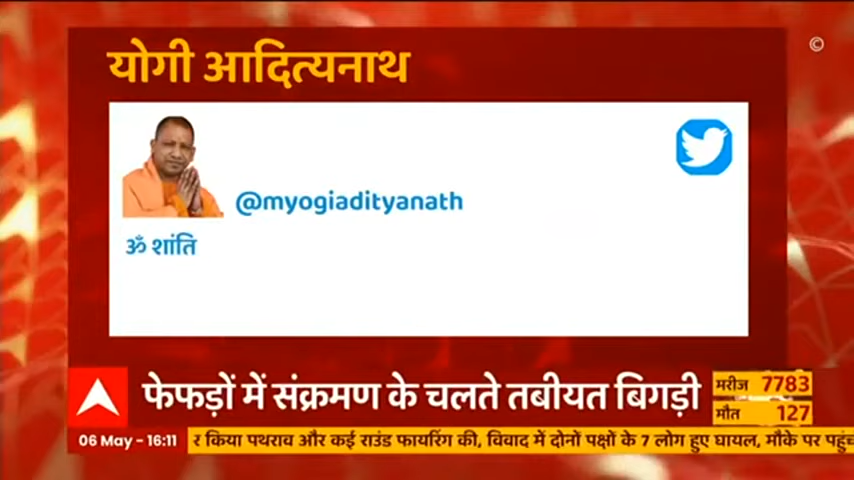 योगी आदित्यनाथ
©
@myogiadityanath
ॐ शांति
फेफड़ों में संक्रमण के चलते तबीयत बिगड़ी
मरीज 7783
मौत 127
06 May - 16:11
र किया पथराव और कई राउंड फायरिंग की, विवाद में दोनों पक्षों के 7 लोग हुए घायल, मौके पर पहुंच